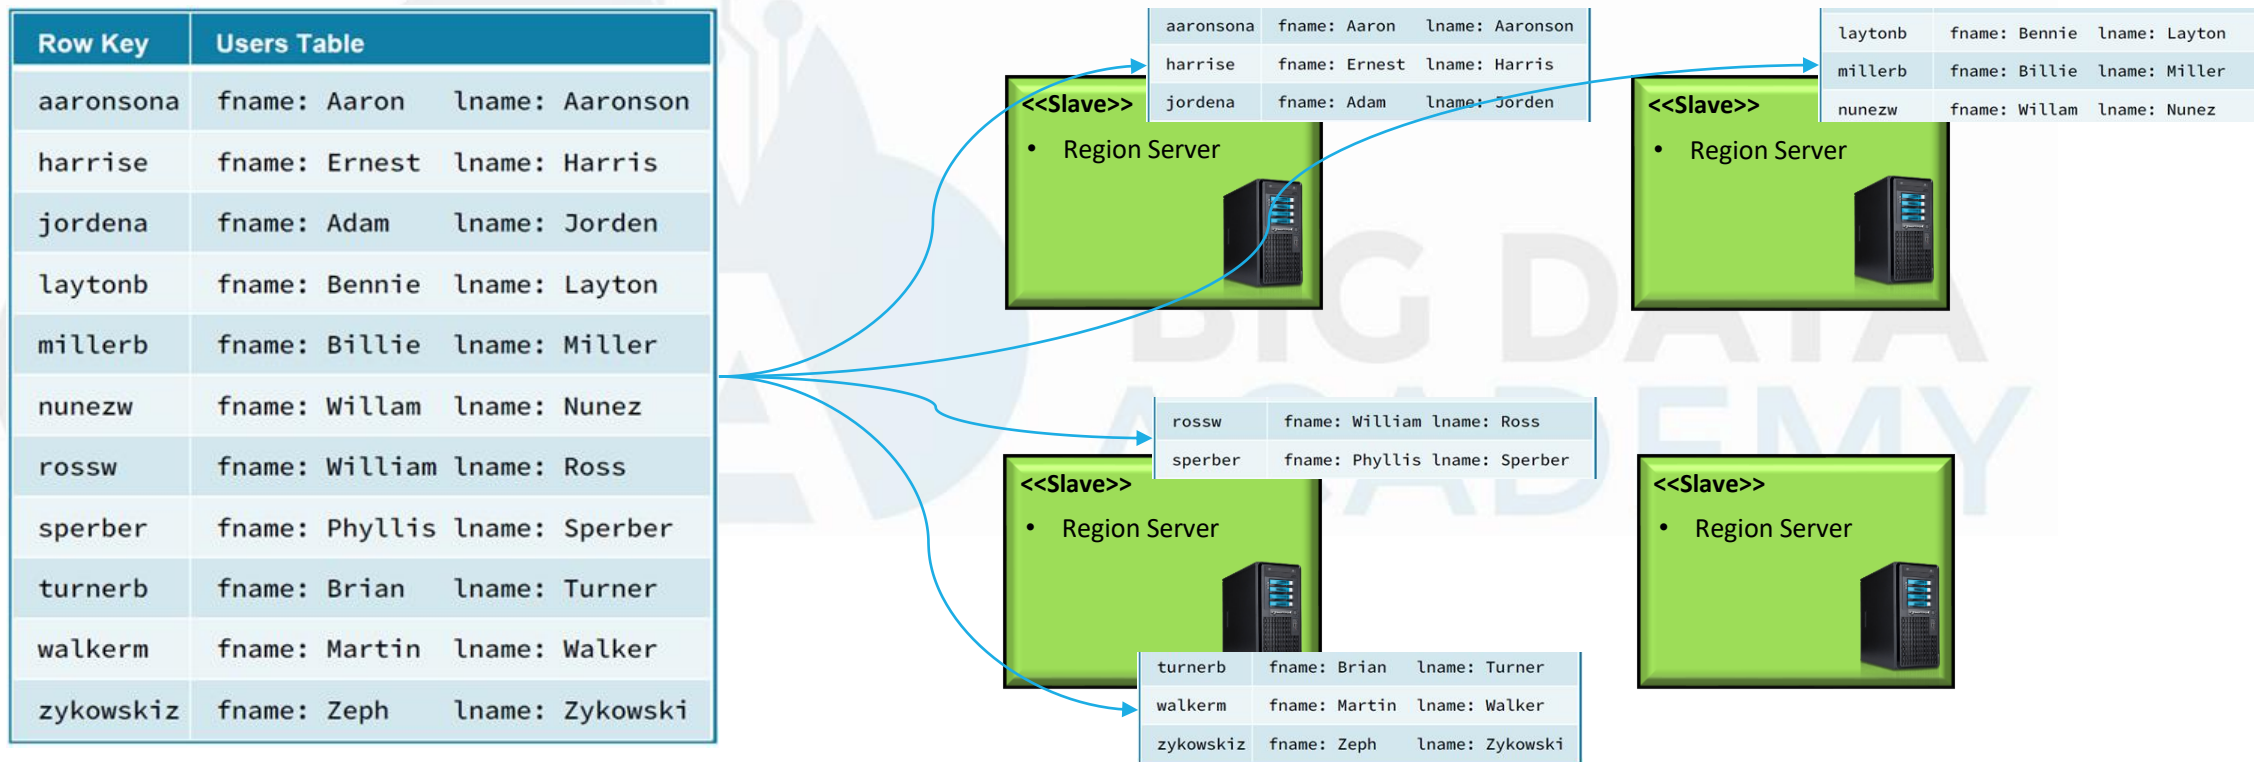 Row Key Users Table
aaronsona fname: Aaron lname: Aaronson
harrise fname: Ernest lname: Harris
jordena fname: Adam lname: Jorden
laytonb fname: Bennie lname: Layton
millerb fname: Billie lname: Miller
nunezw fname: Willam lname: Nunez
rossw fname: William lname: Ross
sperber fname: Phyllis lname: Sperber
turnerb fname: Brian lname: Turner
walkerm fname: Martin lname: Walker
zykowskiz fname: Zeph lname: Zykowski
aaronsona fname: Aaron lname: Aaronson
harrise fname: Ernest lname: Harris
jordena fname: Adam lname: Jorden
<<Slave>>
• Region Server
laytonb fname: Bennie lname: Layton
millerb fname: Billie lname: Miller
nunezw fname: Willam lname: Nunez
<<Slave>>
• Region Server
BIG DATA
ACADEMY
rossw fname: William lname: Ross
sperber fname: Phyllis lname: Sperber
<<Slave>>
• Region Server
turnerb fname: Brian lname: Turner
walkerm fname: Martin lname: Walker
zykowskiz fname: Zeph lname: Zykowski
<<Slave>>
• Region Server